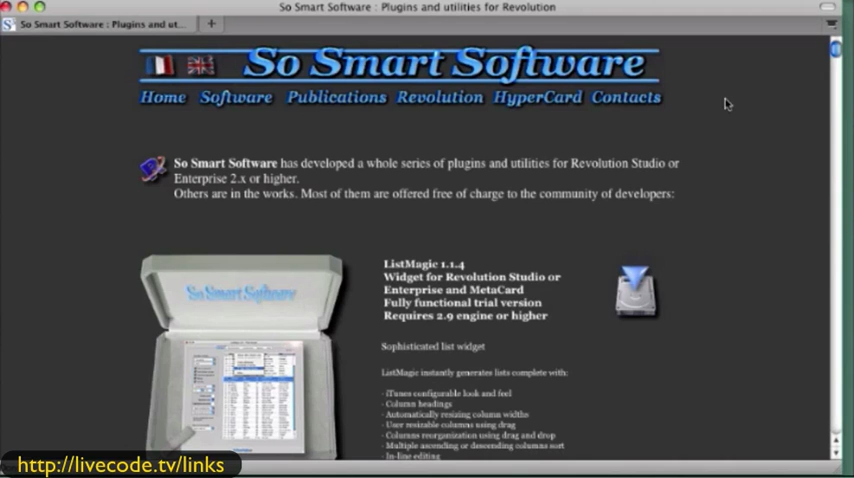 So Smart Software : Plugins and utilities for Revolution
So Smart Software : Plugins and ut...
So Smart Software
Home Software Publications Revolution HyperCard Contacts
So Smart Software has developed a whole series of plugins and utilities for Revolution Studio or
Enterprise 2.x or higher.
Others are in the works. Most of them are offered free of charge to the community of developers:
So Smart Software
ListMagic 1.1.4
Widget for Revolution Studio or
Enterprise and MetaCard
Fully functional trial version
Requires 2.9 engine or higher
Sophisticated list widget
ListMagic instantly generates lists complete with:
· iTunes configurable look and feel
· Column headings
· Automatically resizing column widths
· User resizable columns using drag
· Columns reorganization using drag and drop
· Multiple ascending or descending columns sort
· In-line editing
http://livecode.tv/links